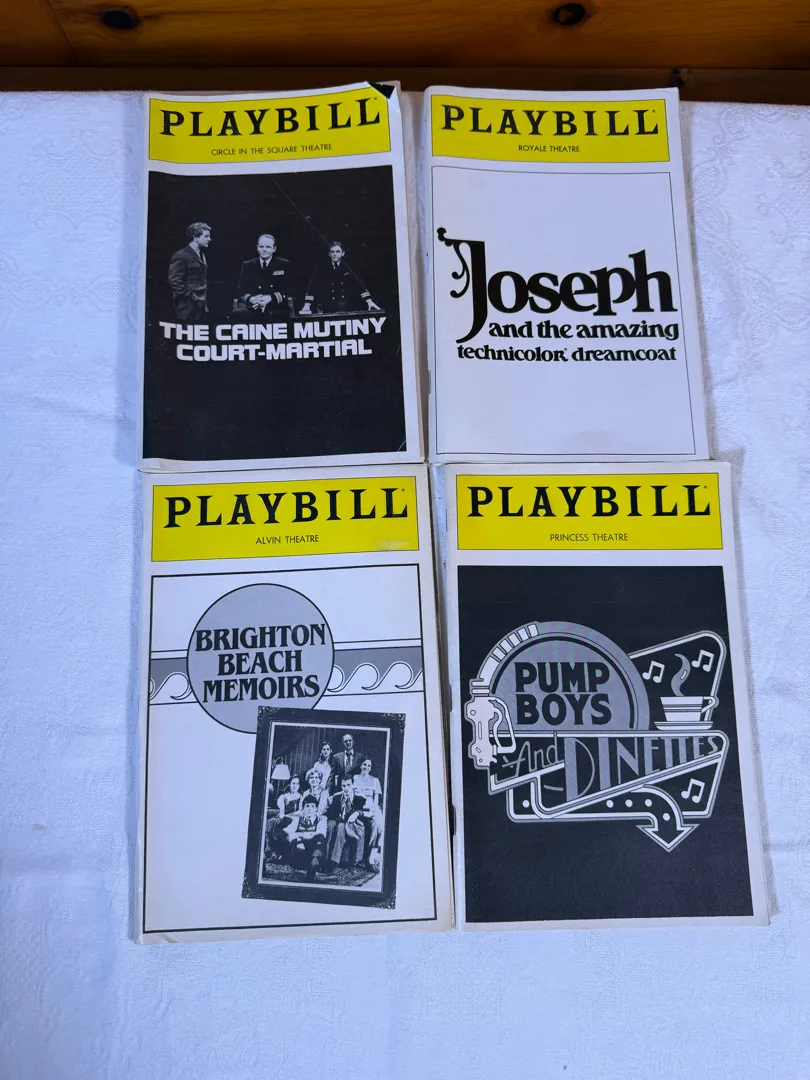 PLAYBILL
CIRCLE IN THE SQUARE THEATRE
THE CAINE MUTINY
COURT-MARTIAL
PLAYBILL®
ROYALE THEATRE
Joseph
and the amazing
technicolor® dreamcoat
PLAYBILL®
ALVIN THEATRE
BRIGHTON
BEACH
MEMOIRS
PLAYBILL®
PRINCESS THEATRE
PUMP
BOYS
And DINETTES